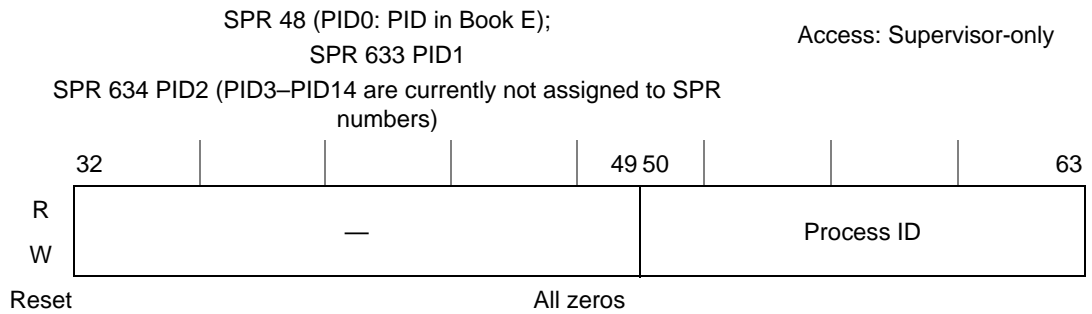 SPR 48 (PID0: PID in Book E);
Access: Supervisor-only
SPR 633 PID1
SPR 634 PID2 (PID3–PID14 are currently not assigned to SPR
numbers)
32 49 50 63
R
— Process ID
W
Reset All zeros